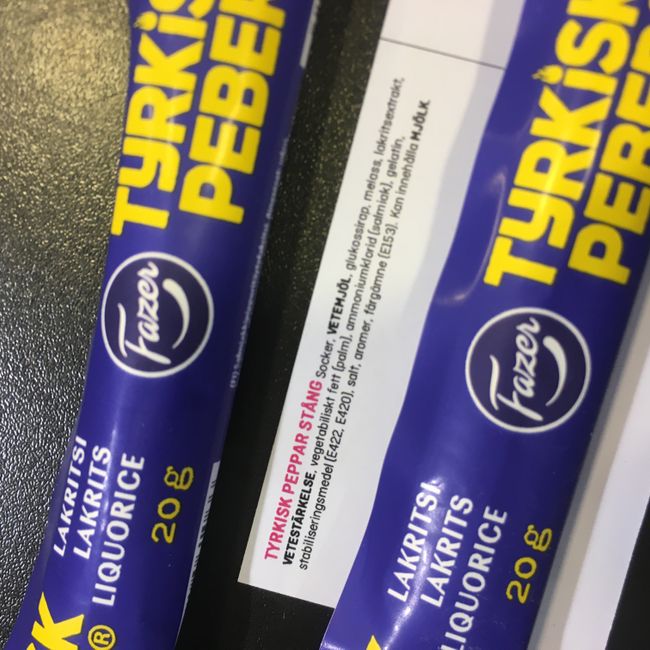 TYRKISK
PEBER
Fazer
LAKRITSI
LAKRITS
LIQUORICE
20 g
®
TYRKISK PEPPAR STÅNG Socker, VETEMJÖL, glukossirap, melass, lakritsextrakt,
VETESTÄRKELSE, vegetabiliskt fett (palm), ammoniumklorid (salmiak), gelatin,
stabiliseringsmedel (E422, E420), salt, aromer, färgämne (E153). Kan innehålla MJÖLK.
TYRKISK
PEBER
Fazer
LAKRITSI
LAKRITS
LIQUORICE
20 g